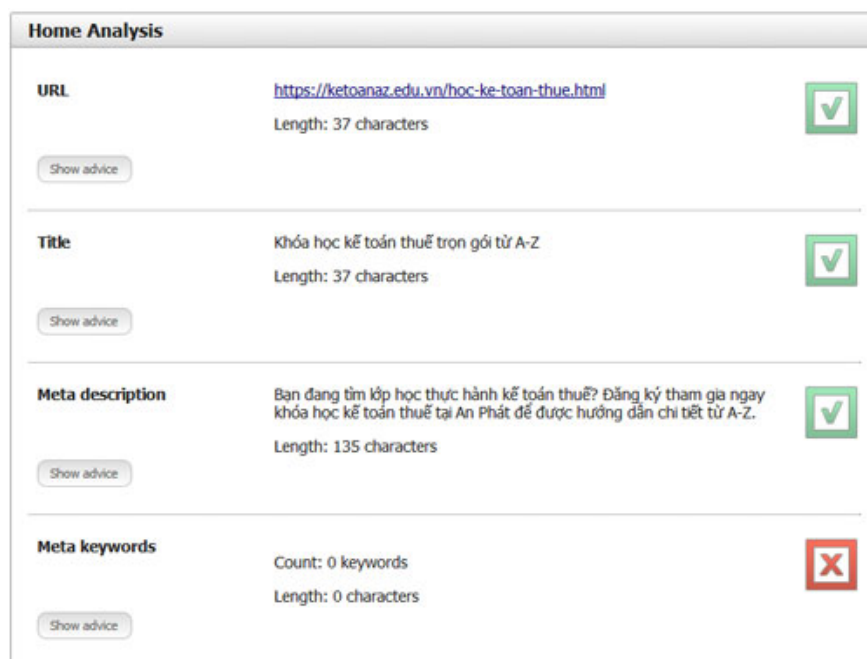 Home Analysis
URL
https://ketoanaz.edu.vn/hoc-ke-toan-thue.html
Length: 37 characters
Show advice
Title
Khóa học kế toán thuế trọn gói từ A-Z
Length: 37 characters
Show advice
Meta description
Bạn đang tìm lớp học thực hành kế toán thuế? Đăng ký tham gia ngay
khóa học kế toán thuế tại An Phát để được hướng dẫn chi tiết từ A-Z.
Length: 135 characters
Show advice
Meta keywords
Count: 0 keywords
Length: 0 characters
Show advice